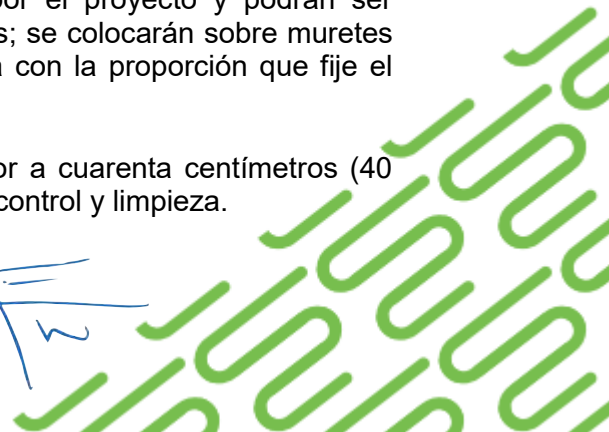 por el proyecto y podrán ser
s; se colocarán sobre muretes
a con la proporción que fije el
or a cuarenta centímetros (40
control y limpieza.